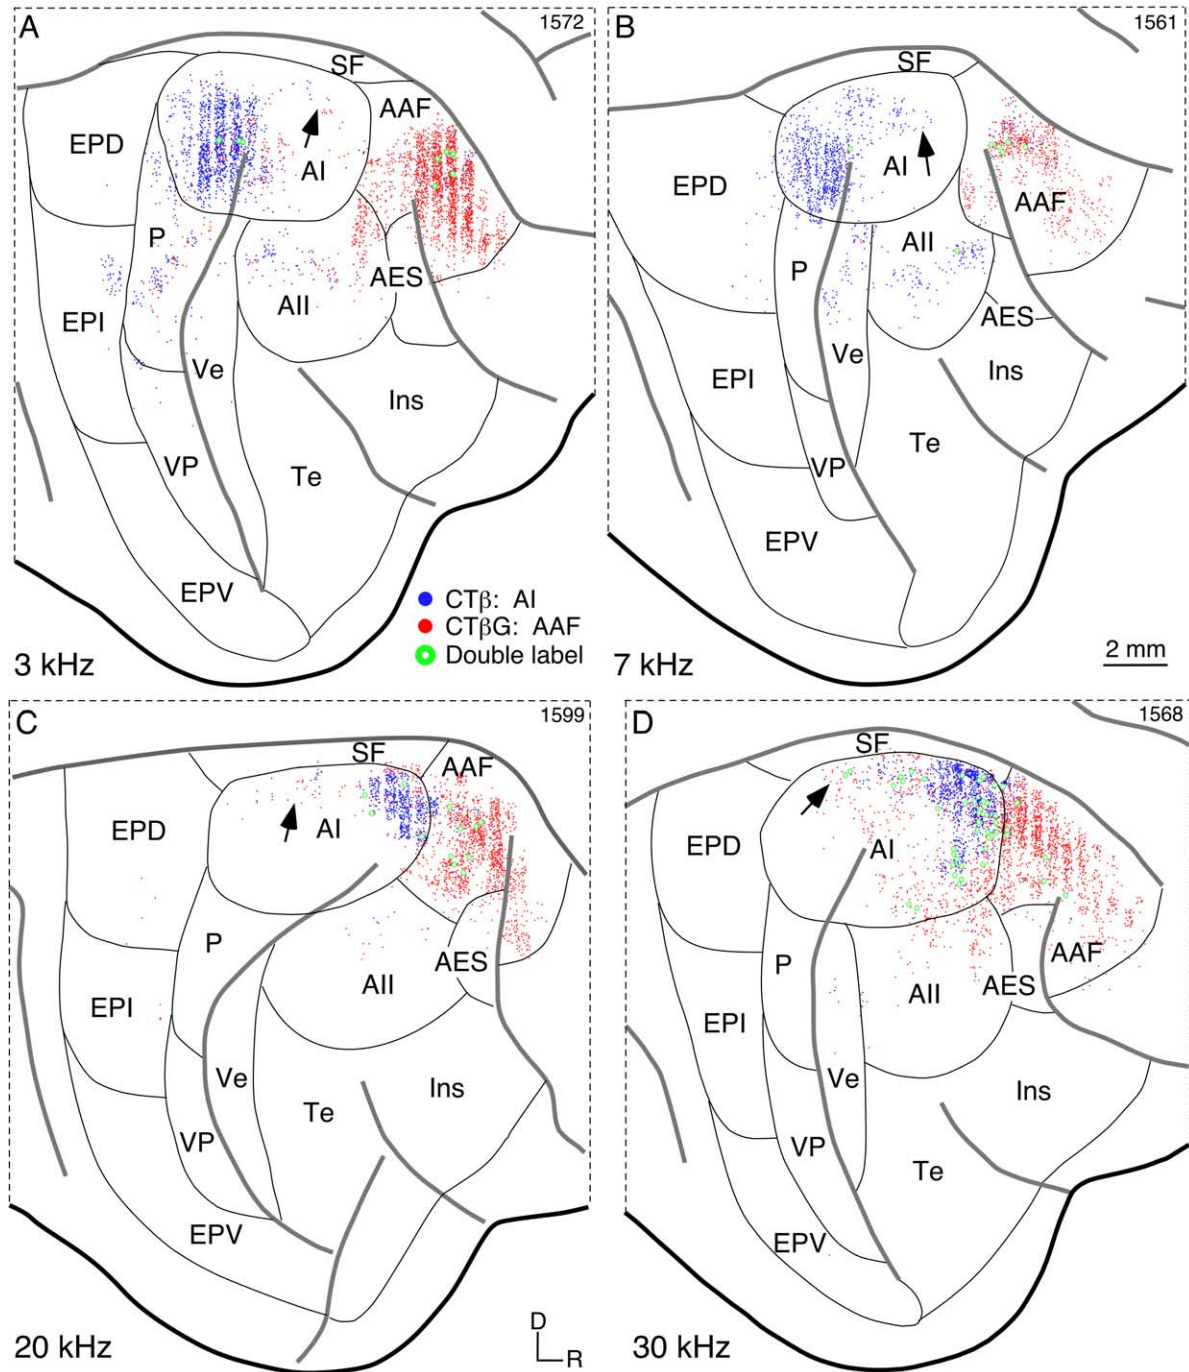 A
1572
SF
AAF
EPD
AI
P
AES
AII
EPI
Ve
Ins
VP
Te
EPV
CTβ: AI
CTβG: AAF
Double label
3 kHz
B
1561
SF
EPD
AI
AAF
AII
P
AES
Ve
Ins
EPI
Te
VP
EPV
2 mm
7 kHz
C
1599
SF
AAF
EPD
AI
P
AES
AII
EPI
Ve
Ins
Te
VP
EPV
D
R
20 kHz
D
1568
SF
EPD
AI
P
AAF
AES
AII
EPI
Ve
Ins
VP
Te
EPV
30 kHz